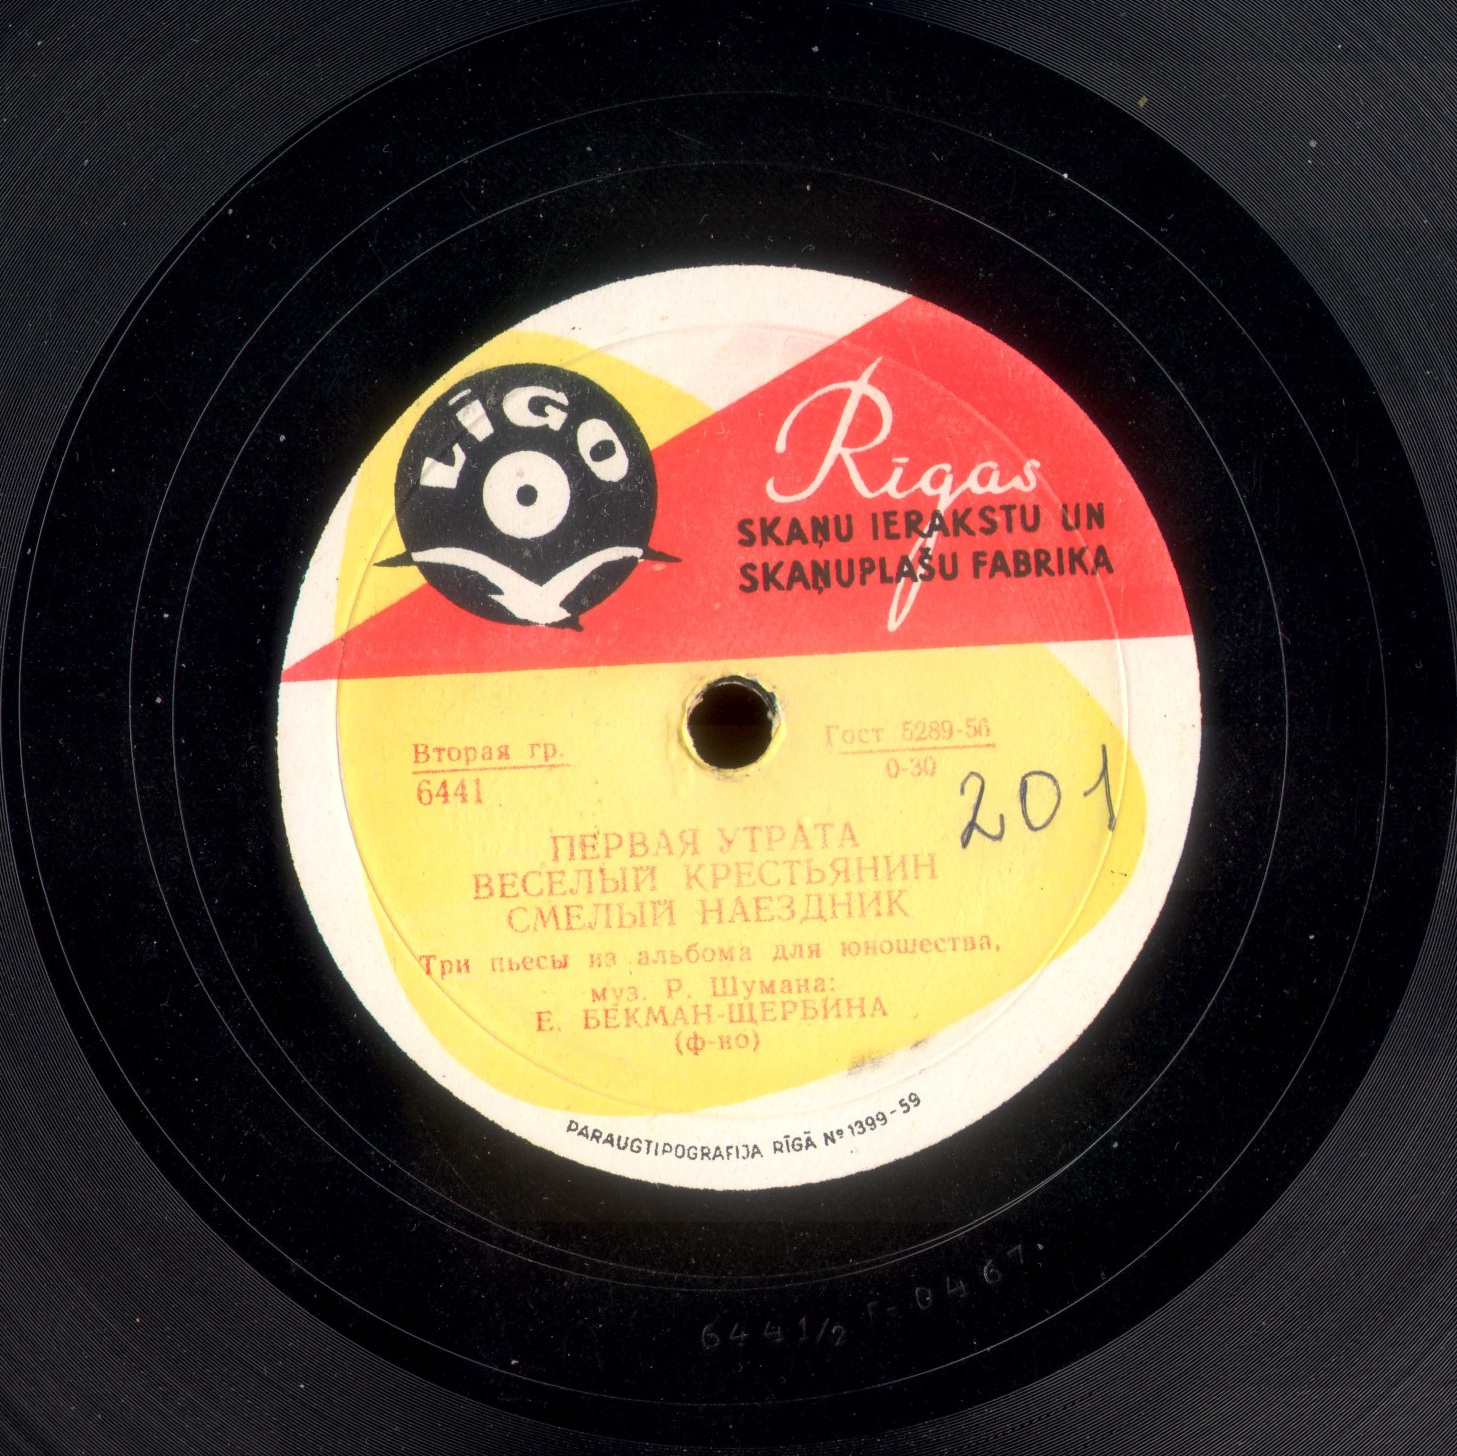 LĪGO
Rīgas
SKAŅU IERAKSTU UN
SKAŅUPLAŠU FABRIKA
Вторая гр.
6441
Гост 5289-56
0-30
201
ПЕРВАЯ УТРАТА
ВЕСЕЛЫЙ КРЕСТЬЯНИН
СМЕЛЫЙ НАЕЗДНИК
Три пьесы из альбома для юношества,
муз. Р. Шумана:
Е. БЕКМАН-ЩЕРБИНА
(ф-но)
PARAUGTIPOGRAFIJA RĪGĀ № 1399-59
6441/2 Г-0467.